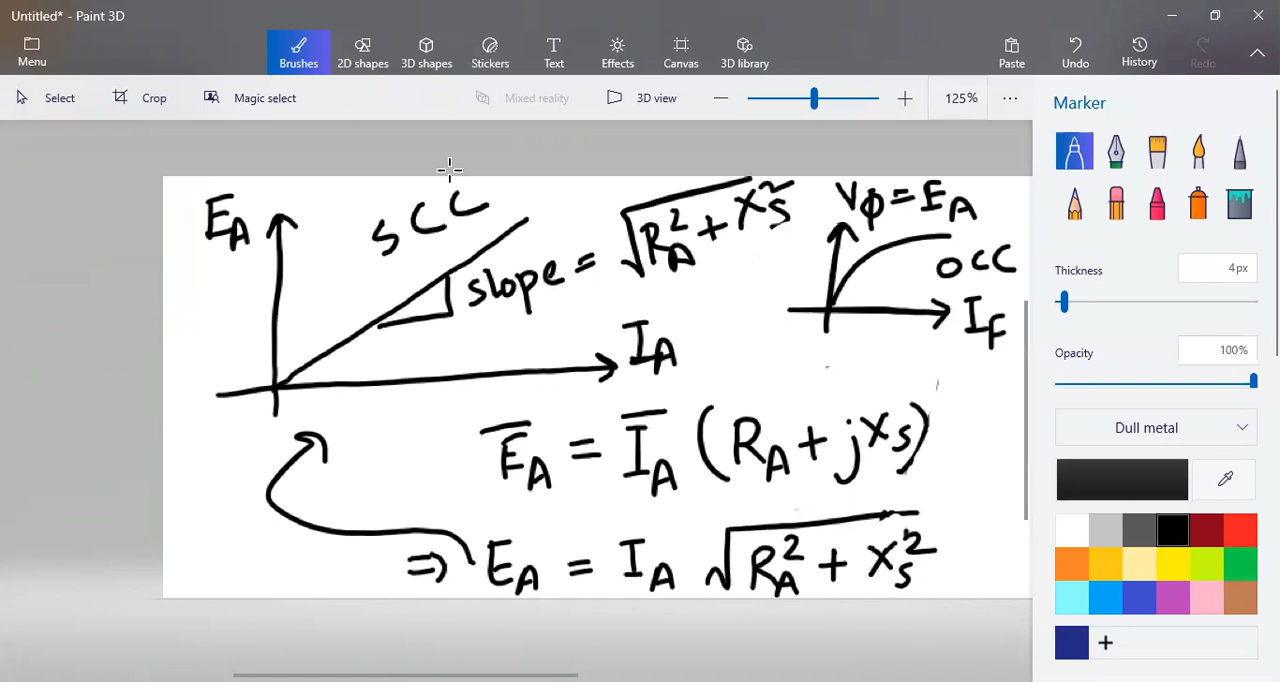 Untitled* - Paint 3D
Menu
Brushes
2D shapes
3D shapes
Stickers
Text
Effects
Canvas
3D library
Paste
Undo
History
Redo
Select
Crop
Magic select
Mixed reality
3D view
125%
Marker
Thickness
4px
Opacity
100%
Dull metal
E_A
SCC
slope = √(R_A² + X_S²)
I_A
Vφ = E_A
OCC
I_F
E̅_A = I̅_A (R_A + jX_S)
⇒ E_A = I_A √(R_A² + X_S²)